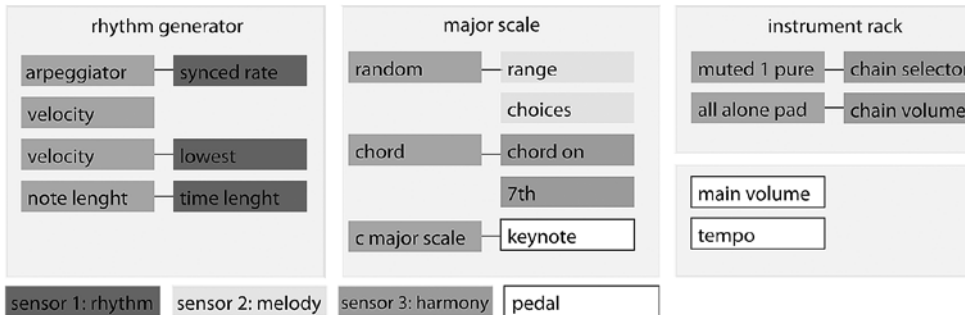 rhythm generator
arpeggiator synced rate
velocity
velocity lowest
note lenght time lenght
major scale
random range
choices
chord chord on
7th
c major scale keynote
instrument rack
muted 1 pure chain selector
all alone pad chain volume
main volume
tempo
sensor 1: rhythm sensor 2: melody sensor 3: harmony pedal